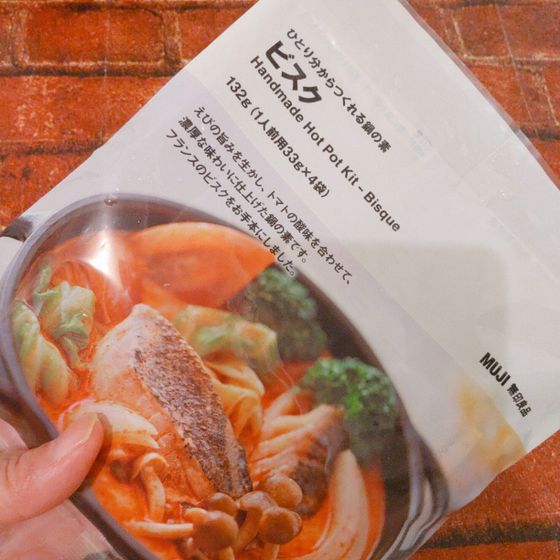 ひとり分からつくれる鍋の素
ビスク
Handmade Hot Pot Kit - Bisque
132g（1人前用33g×4袋）
えびの旨みを生かし、トマトの酸味を合わせて、
濃厚な味わいに仕上げた鍋の素です。
フランスのビスクをお手本にしました。
MUJI 無印良品